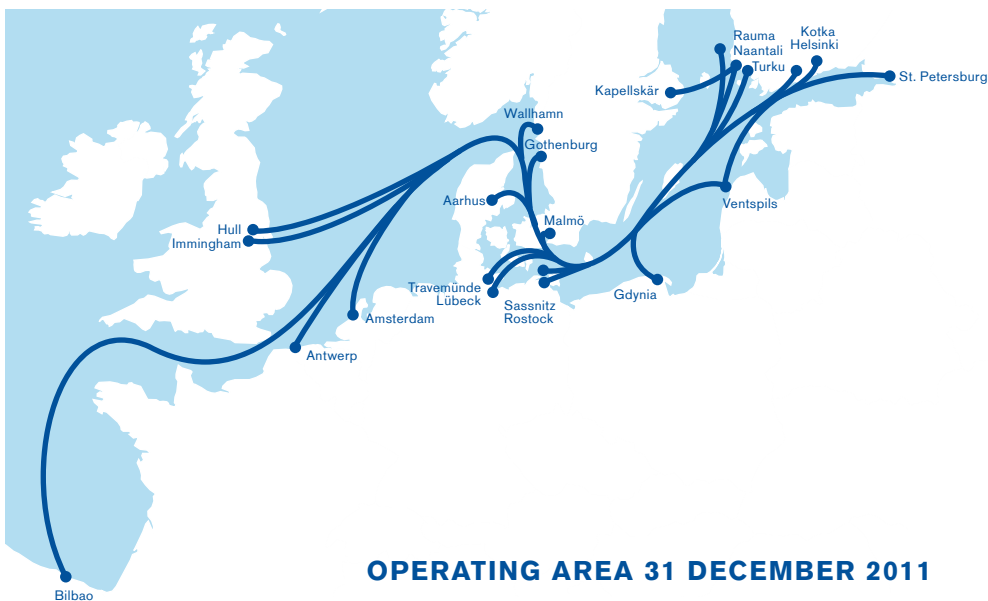 Rauma
Naantali
Turku
Kotka
Helsinki
St. Petersburg
Kapellskär
Wallhamn
Gothenburg
Aarhus
Malmö
Ventspils
Hull
Immingham
Travemünde
Lübeck
Sassnitz
Rostock
Gdynia
Amsterdam
Antwerp
OPERATING AREA 31 DECEMBER 2011
Bilbao